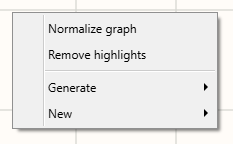 Normalize graph
Remove highlights
Generate
New